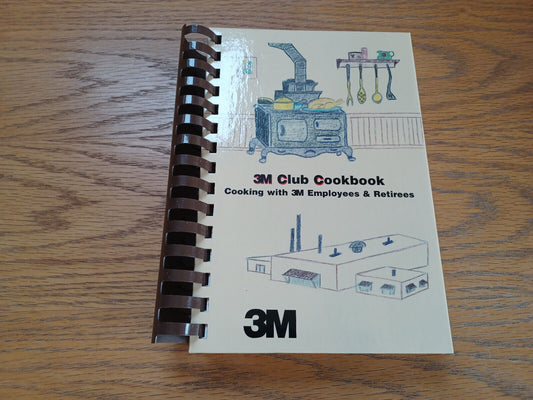 3M Club Cookbook
Cooking with 3M Employees & Retirees
3M